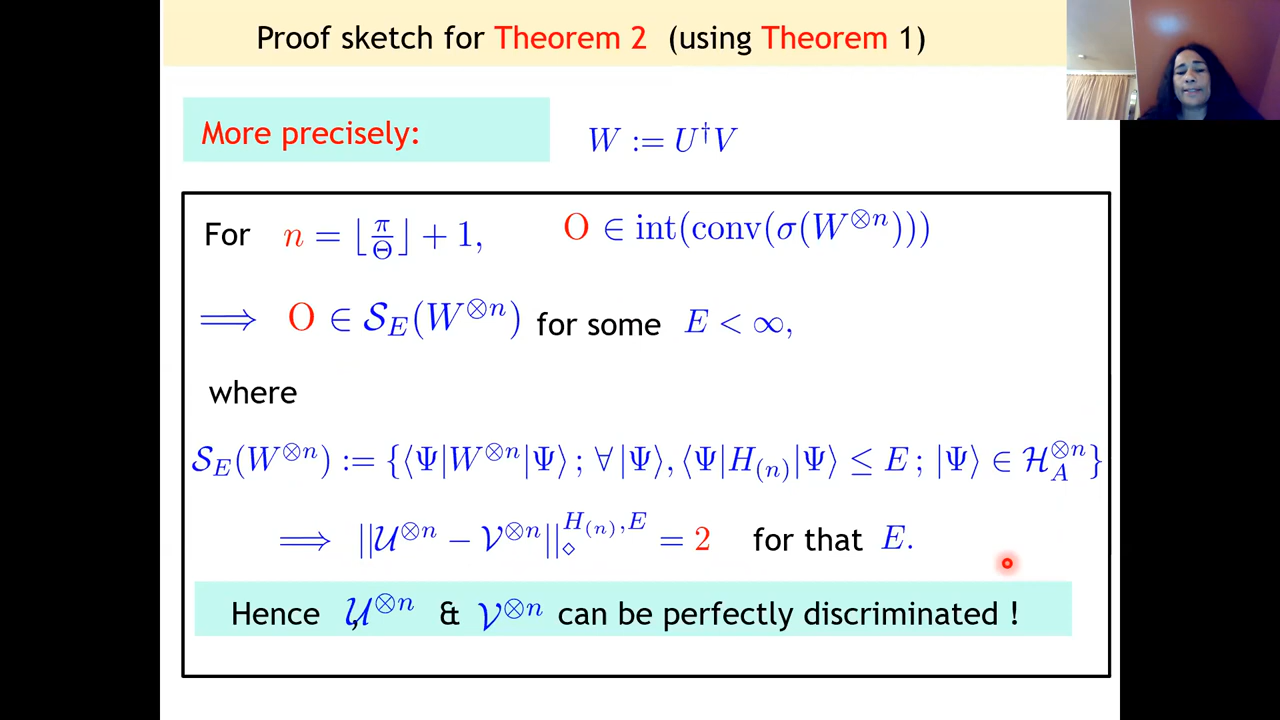 Proof sketch for Theorem 2 (using Theorem 1)
More precisely: W := U†V
For n = ⌊π/Θ⌋ + 1, O ∈ int(conv(σ(W^{⊗n})))
⟹ O ∈ 𝒮_E(W^{⊗n}) for some E < ∞,
where
𝒮_E(W^{⊗n}) := {⟨Ψ|W^{⊗n}|Ψ⟩ ; ∀ |Ψ⟩, ⟨Ψ|H_{(n)}|Ψ⟩ ≤ E ; |Ψ⟩ ∈ ℋ_A^{⊗n}}
⟹ ||𝒰^{⊗n} − 𝒱^{⊗n}||_⋄^{H_{(n)},E} = 2 for that E.
Hence 𝒰^{⊗n} & 𝒱^{⊗n} can be perfectly discriminated !